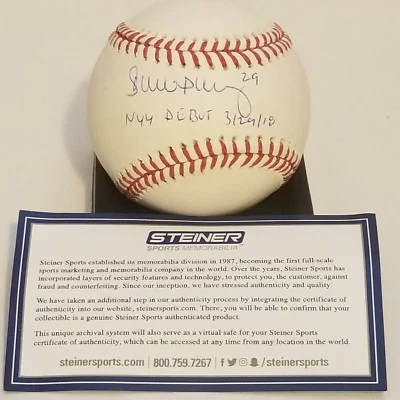 29
NYY DEBUT 3/29/18
STEINER
SPORTS MEMORABILIA
Steiner Sports established its memorabilia division in 1987, becoming the first full-scale
sports marketing and memorabilia company in the world. Over the years, Steiner Sports has
incorporated layers of security features and technology, to protect you, the customer, against
fraud and counterfeiting. Since our inception, we have stressed authenticity and quality.
We have taken an additional step in our authenticity process by integrating the certificate of
authenticity into our website, steinersports.com. There, you will be able to confirm that your
collectible is a genuine Steiner Sports authenticated product.
This unique archival system will also serve as a virtual safe for your Steiner Sports
certificate of authenticity, which can be accessed at any time from any location in the world.
steinersports.com | 800.759.7267 | /steinersports